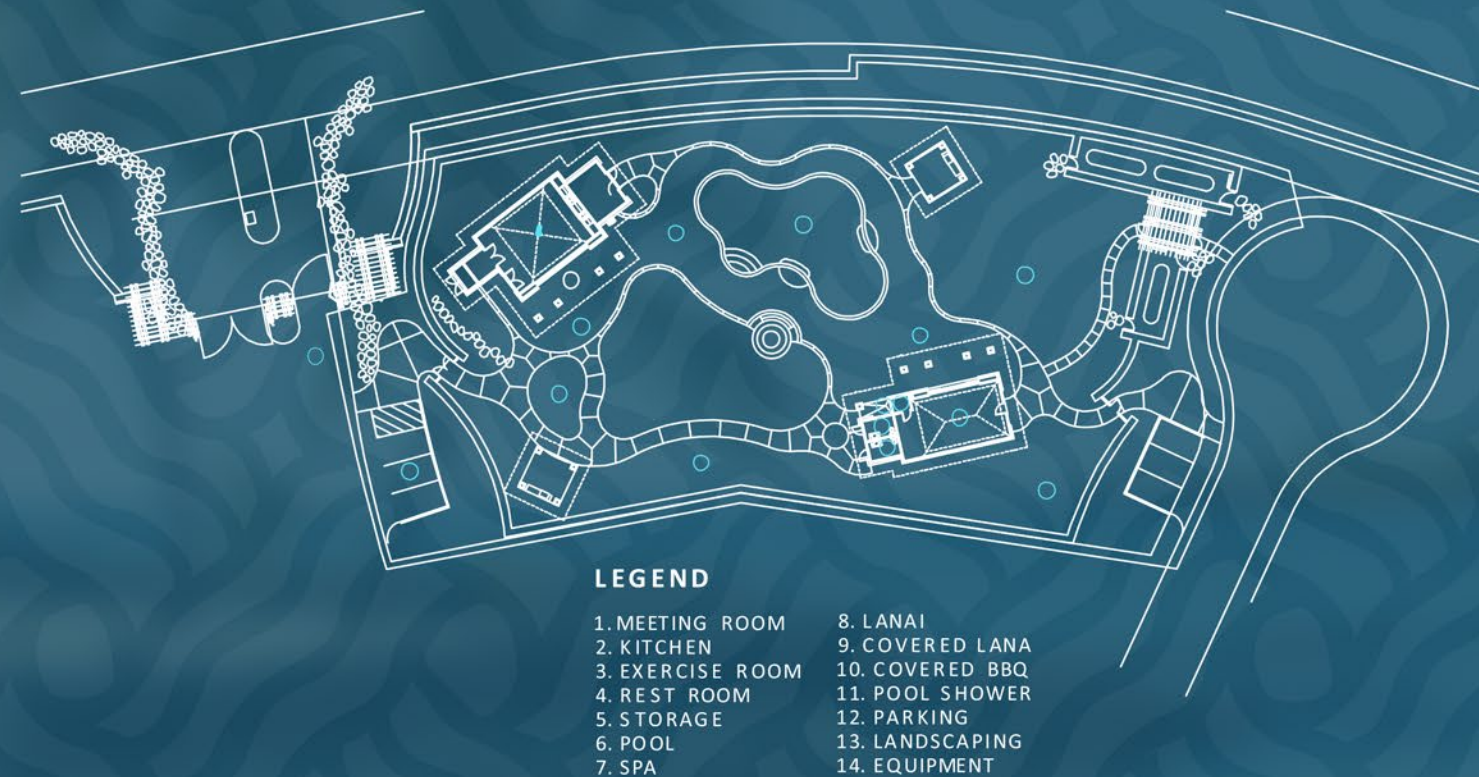 LEGEND
1. MEETING ROOM
2. KITCHEN
3. EXERCISE ROOM
4. REST ROOM
5. STORAGE
6. POOL
7. SPA
8. LANAI
9. COVERED LANA
10. COVERED BBQ
11. POOL SHOWER
12. PARKING
13. LANDSCAPING
14. EQUIPMENT